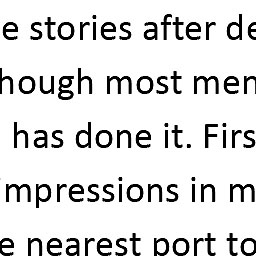 e stories after de
hough most men
has done it. Firs
impressions in m
e nearest port to